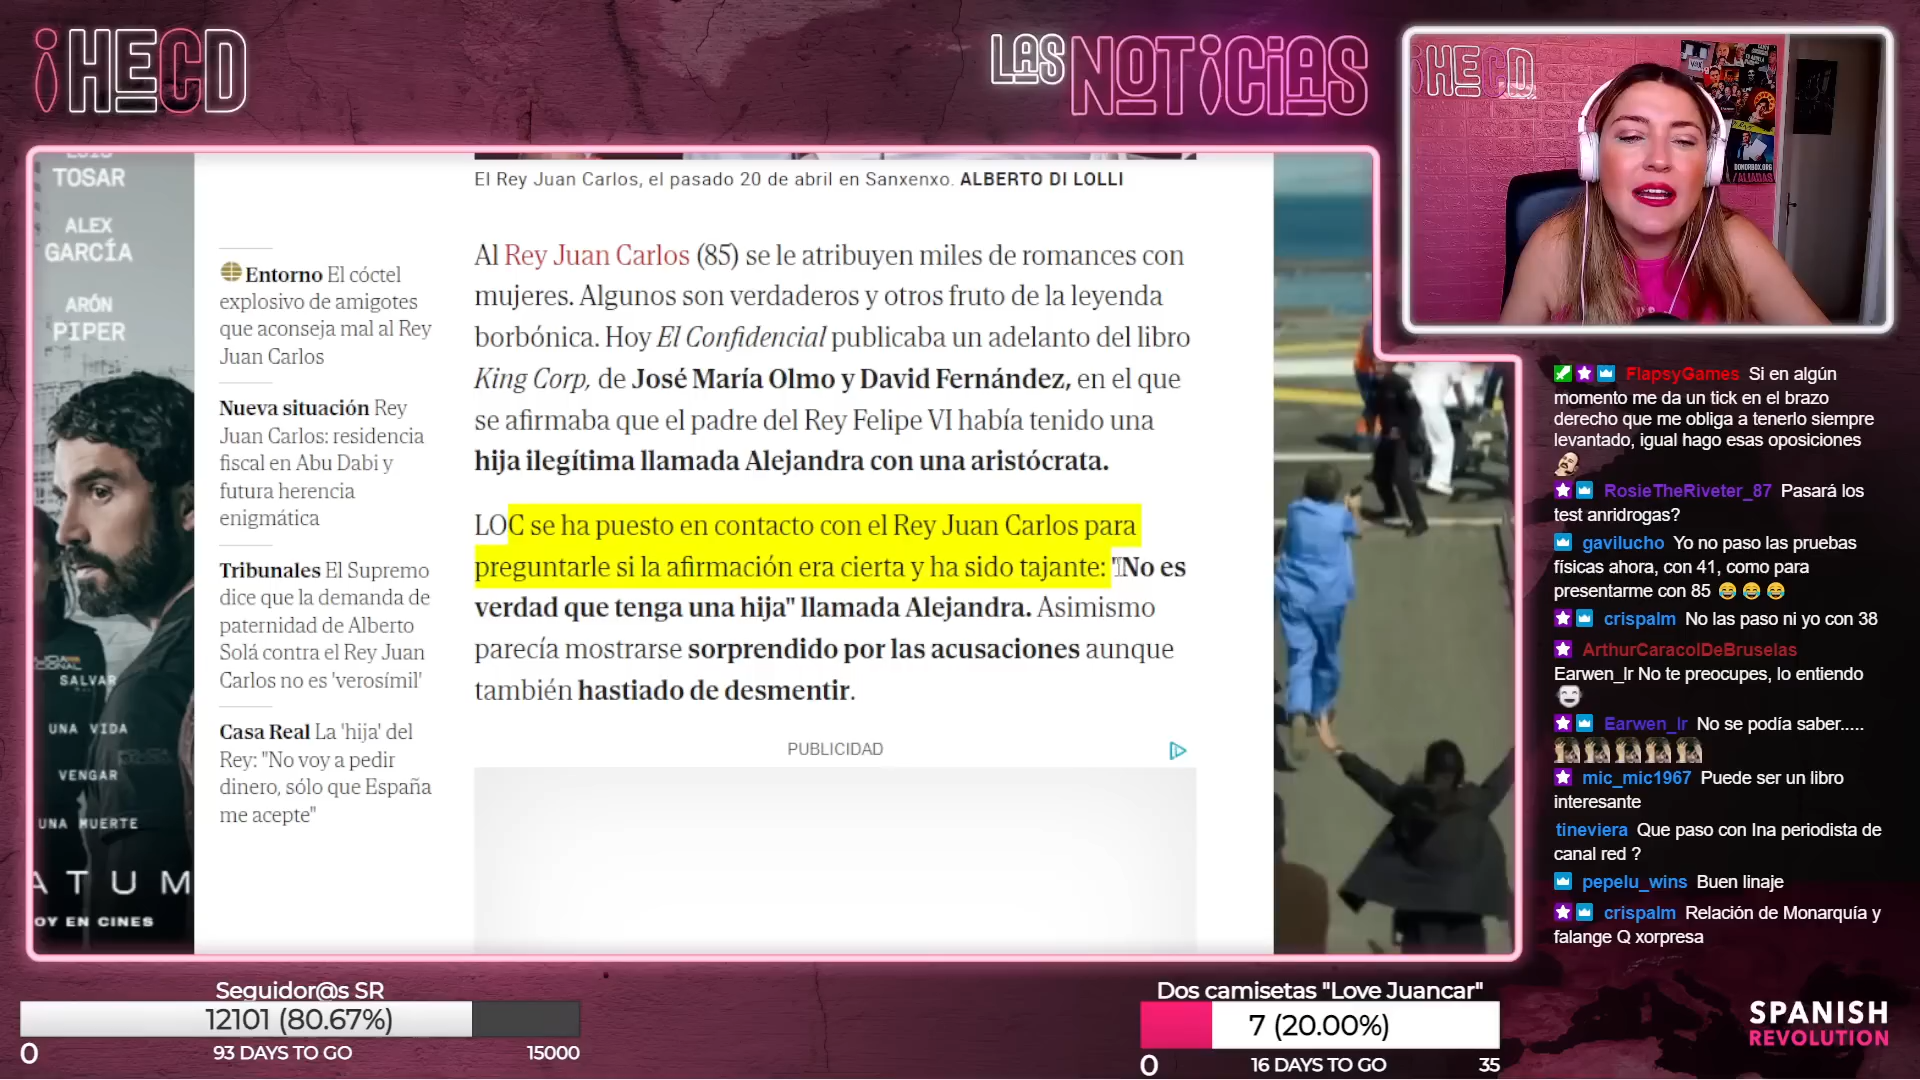 ¡HECD
LAS NOTICIAS
¡HECD
LUIS
TOSAR
ALEX
GARCÍA
ARÓN
PIPER
SALVAR
UNA VIDA
VENGAR
UNA MUERTE
ATUM
OY EN CINES
Entorno El cóctel
explosivo de amigotes
que aconseja mal al Rey
Juan Carlos
Nueva situación Rey
Juan Carlos: residencia
fiscal en Abu Dabi y
futura herencia
enigmática
Tribunales El Supremo
dice que la demanda de
paternidad de Alberto
Solá contra el Rey Juan
Carlos no es 'verosímil'
Casa Real La 'hija' del
Rey: "No voy a pedir
dinero, sólo que España
me acepte"
El Rey Juan Carlos, el pasado 20 de abril en Sanxenxo. ALBERTO DI LOLLI
Al Rey Juan Carlos (85) se le atribuyen miles de romances con
mujeres. Algunos son verdaderos y otros fruto de la leyenda
borbónica. Hoy El Confidencial publicaba un adelanto del libro
King Corp, de José María Olmo y David Fernández, en el que
se afirmaba que el padre del Rey Felipe VI había tenido una
hija ilegítima llamada Alejandra con una aristócrata.
LOC se ha puesto en contacto con el Rey Juan Carlos para
preguntarle si la afirmación era cierta y ha sido tajante: "No es
verdad que tenga una hija" llamada Alejandra. Asimismo
parecía mostrarse sorprendido por las acusaciones aunque
también hastiado de desmentir.
PUBLICIDAD
FlapsyGames Si en algún
momento me da un tick en el brazo
derecho que me obliga a tenerlo siempre
levantado, igual hago esas oposiciones
RosieTheRiveter_87 Pasará los
test anridrogas?
gavilucho Yo no paso las pruebas
físicas ahora, con 41, como para
presentarme con 85 😂 😂 😂
crispalm No las paso ni yo con 38
ArthurCaracolDeBruselas
Earwen_lr No te preocupes, lo entiendo
Earwen_lr No se podía saber.....
mic_mic1967 Puede ser un libro
interesante
tineviera Que paso con Ina periodista de
canal red ?
pepelu_wins Buen linaje
crispalm Relación de Monarquía y
falange Q xorpresa
Seguidor@s SR
12101 (80.67%)
0 93 DAYS TO GO 15000
Dos camisetas "Love Juancar"
7 (20.00%)
0 16 DAYS TO GO 35
SPANISH
REVOLUTION